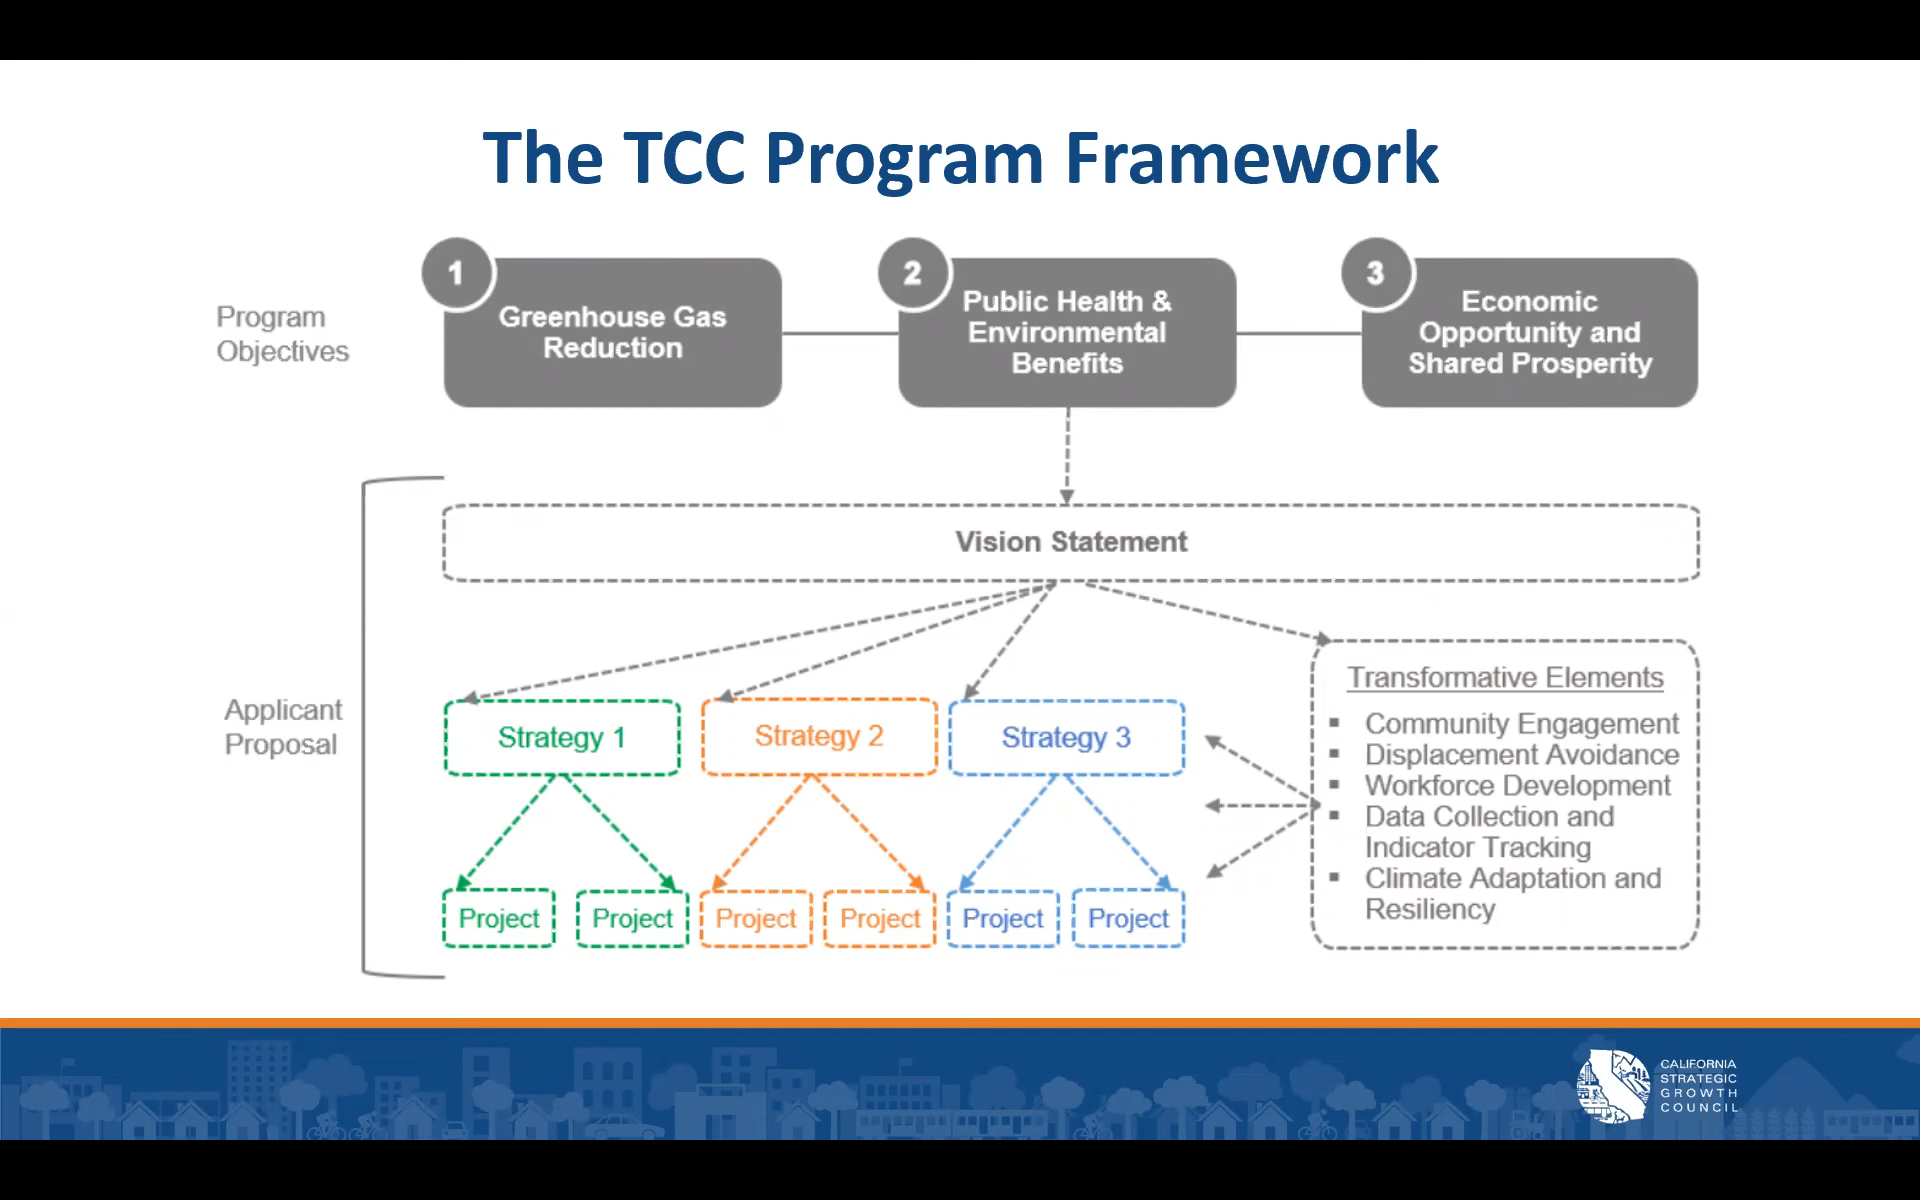 The TCC Program Framework
Program
Objectives
1
Greenhouse Gas
Reduction
2
Public Health &
Environmental
Benefits
3
Economic
Opportunity and
Shared Prosperity
Vision Statement
Applicant
Proposal
Strategy 1
Strategy 2
Strategy 3
Project
Project
Project
Project
Project
Project
Transformative Elements
▪ Community Engagement
▪ Displacement Avoidance
▪ Workforce Development
▪ Data Collection and
Indicator Tracking
▪ Climate Adaptation and
Resiliency
CALIFORNIA
STRATEGIC
GROWTH
COUNCIL